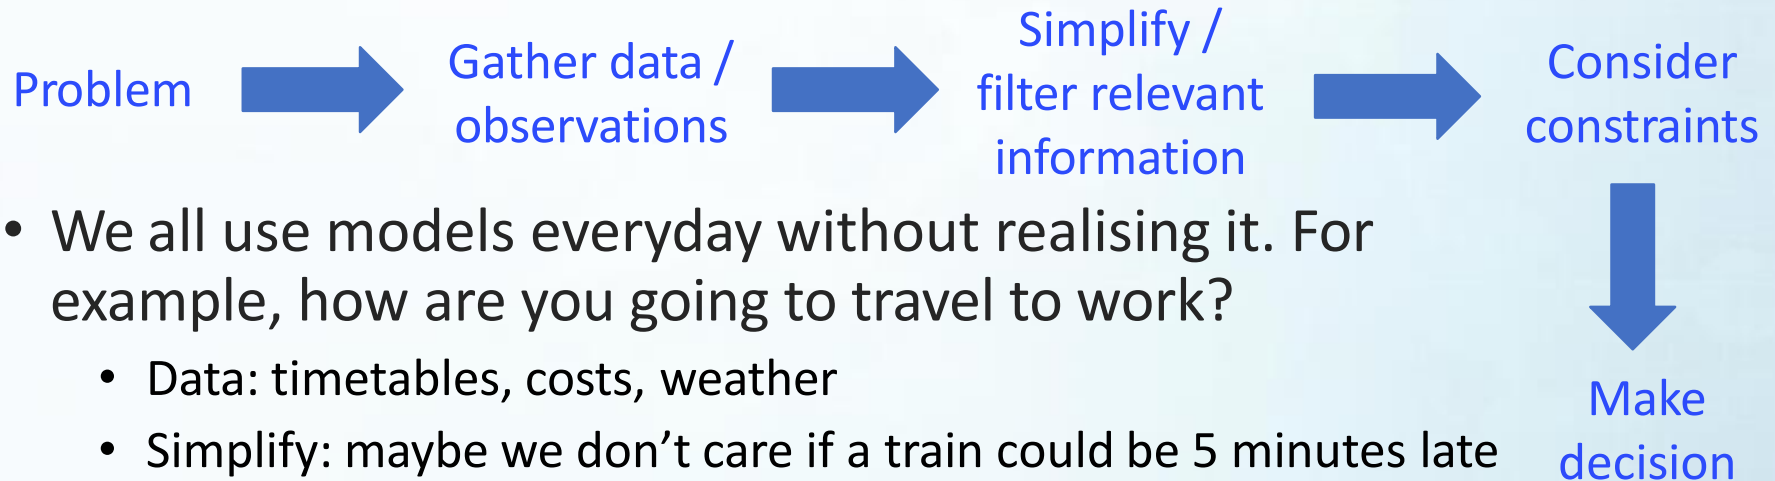 Problem
Gather data /
observations
Simplify /
filter relevant
information
Consider
constraints
• We all use models everyday without realising it. For
example, how are you going to travel to work?
• Data: timetables, costs, weather
• Simplify: maybe we don’t care if a train could be 5 minutes late
Make
decision